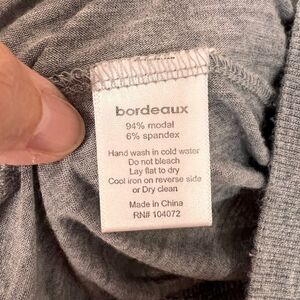 bordeaux
94% modal
6% spandex
Hand wash in cold water
Do not bleach
Lay flat to dry
Cool iron on reverse side
or Dry clean
Made in China
RN# 104072